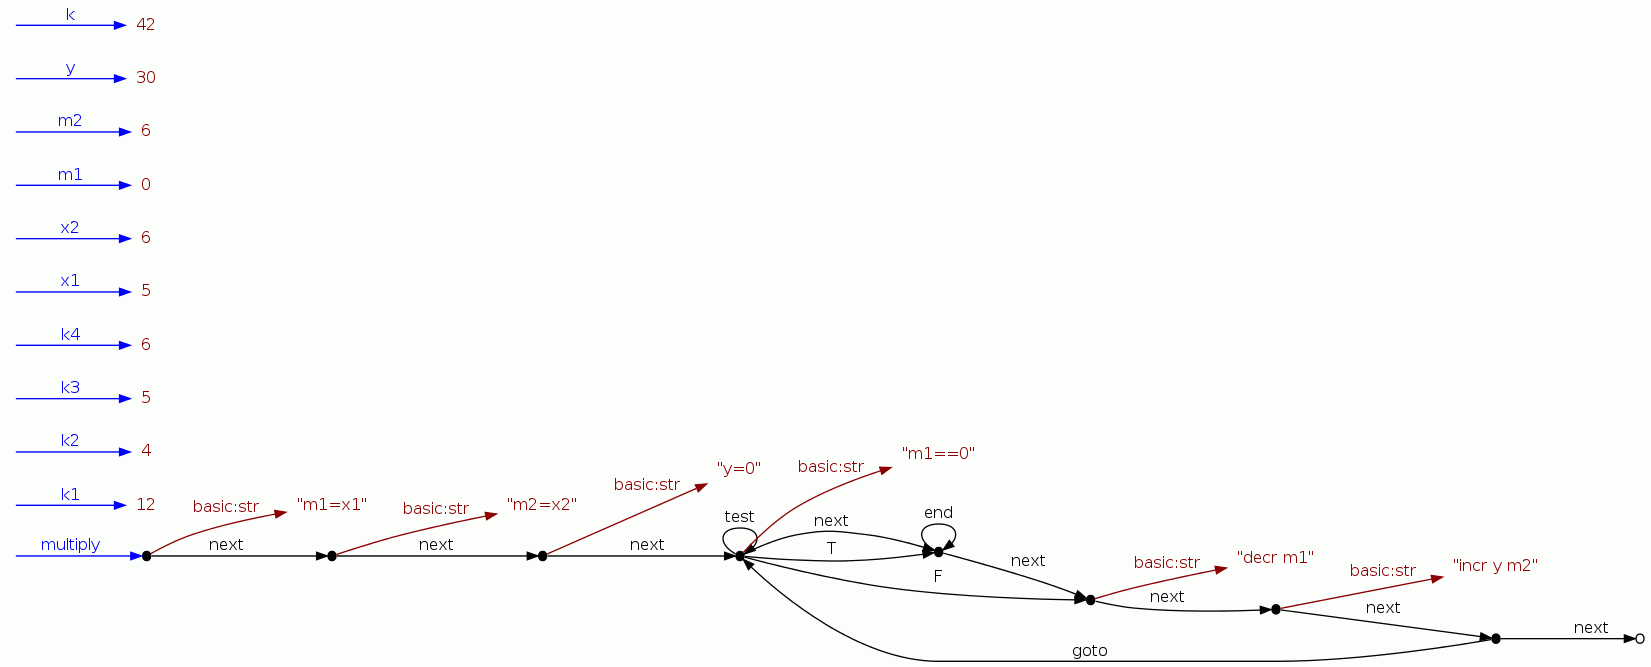 k
42
y
30
m2
6
m1
0
x2
6
x1
5
k4
6
k3
5
k2
4
k1
12
multiply
basic:str
"m1=x1"
next
basic:str
"m2=x2"
next
basic:str
"y=0"
next
test
basic:str
"m1==0"
next
T
F
end
next
basic:str
"decr m1"
next
basic:str
"incr y m2"
next
goto
next